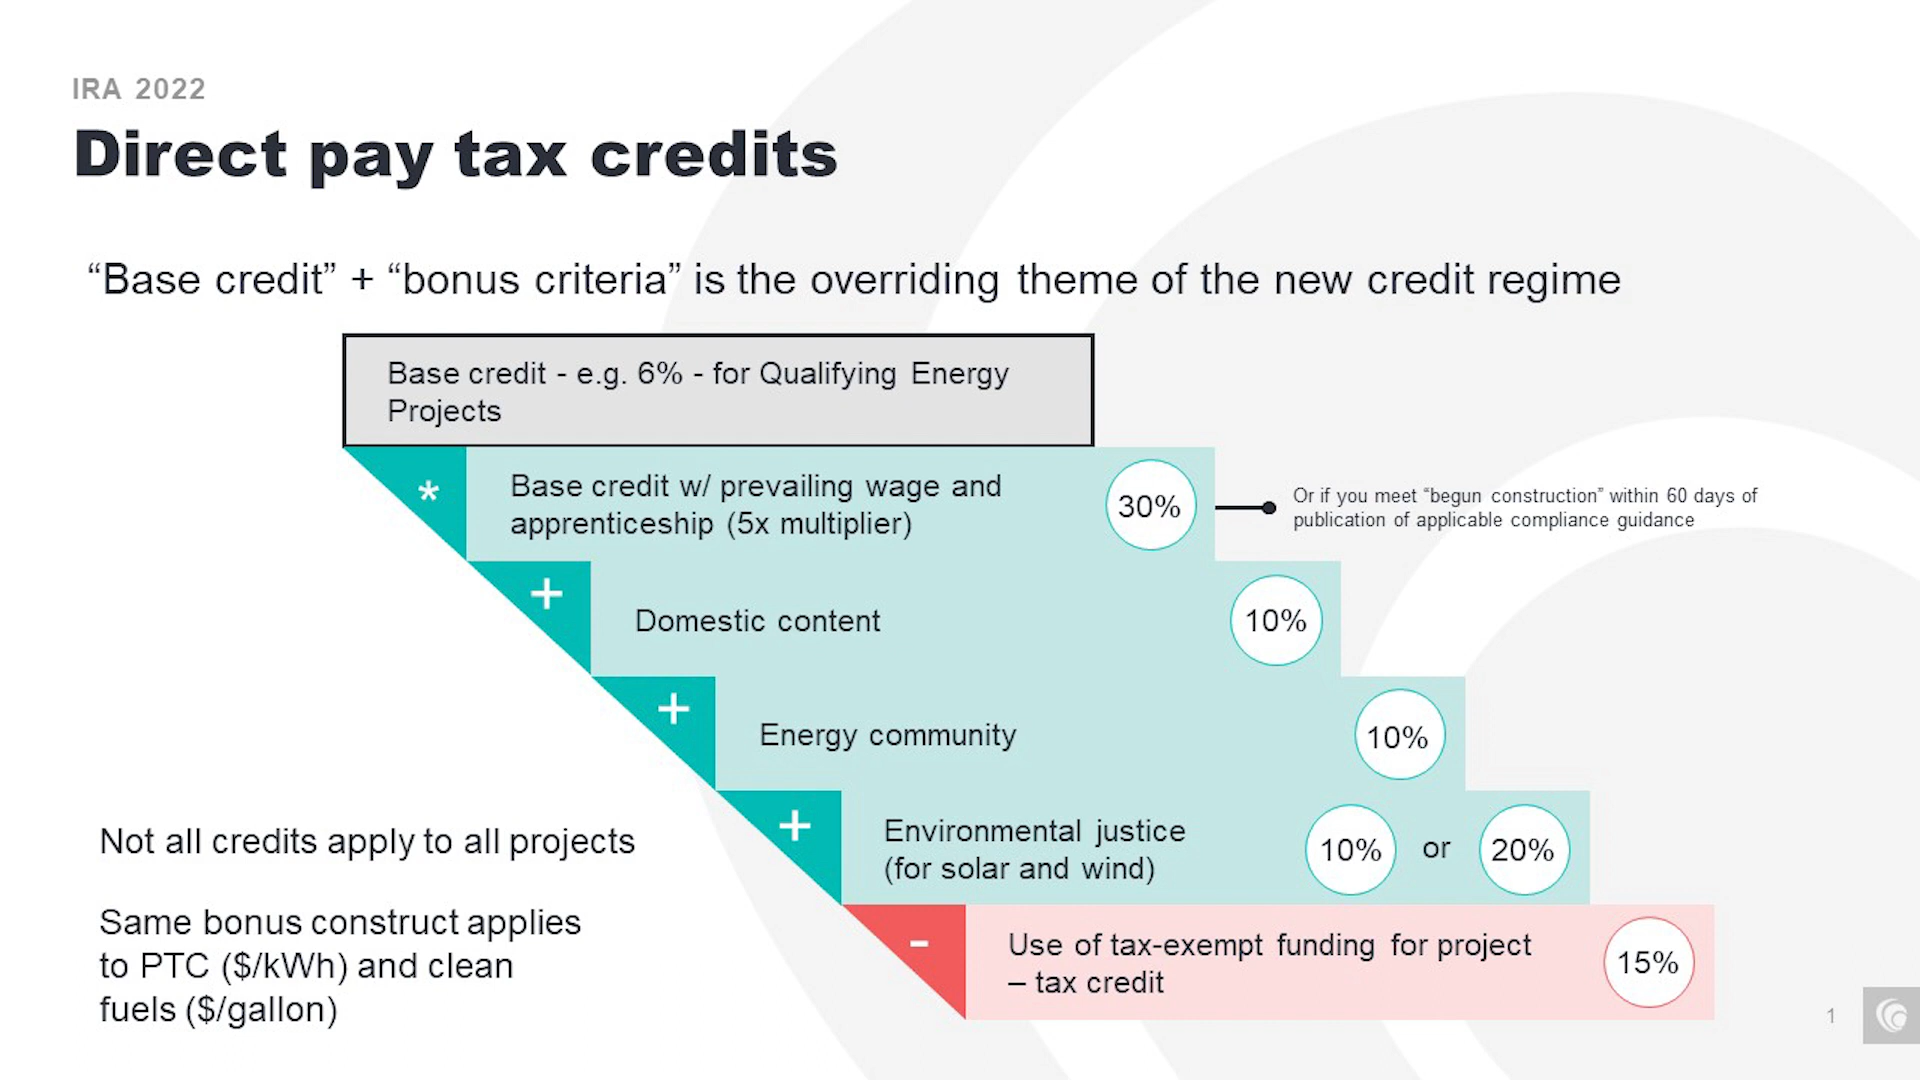 IRA 2022
Direct pay tax credits
“Base credit” + “bonus criteria” is the overriding theme of the new credit regime
Base credit - e.g. 6% - for Qualifying Energy
Projects
*
Base credit w/ prevailing wage and
apprenticeship (5x multiplier)
30%
Or if you meet “begun construction” within 60 days of
publication of applicable compliance guidance
+
Domestic content
10%
+
Energy community
10%
+
Environmental justice
(for solar and wind)
10% or 20%
-
Use of tax-exempt funding for project
– tax credit
15%
Not all credits apply to all projects
Same bonus construct applies
to PTC ($/kWh) and clean
fuels ($/gallon)
1